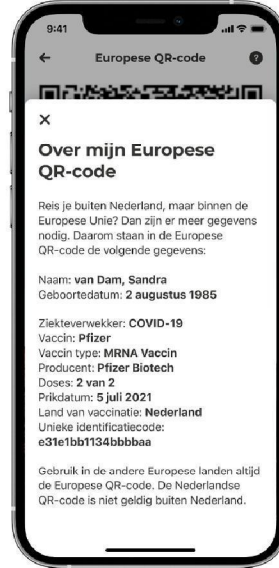 9:41
Europese QR-code
?
Over mijn Europese
QR-code
Reis je buiten Nederland, maar binnen de
Europese Unie? Dan zijn er meer gegevens
nodig. Daarom staan in de Europese
QR-code de volgende gegevens:
Naam: van Dam, Sandra
Geboortedatum: 2 augustus 1985
Ziekteverwekker: COVID-19
Vaccin: Pfizer
Vaccin type: MRNA Vaccin
Producent: Pfizer Biotech
Doses: 2 van 2
Prikdatum: 5 juli 2021
Land van vaccinatie: Nederland
Unieke identificatiecode:
e31e1bb1134bbbbaa
Gebruik in de andere Europese landen altijd
de Europese QR-code. De Nederlandse
QR-code is niet geldig buiten Nederland.